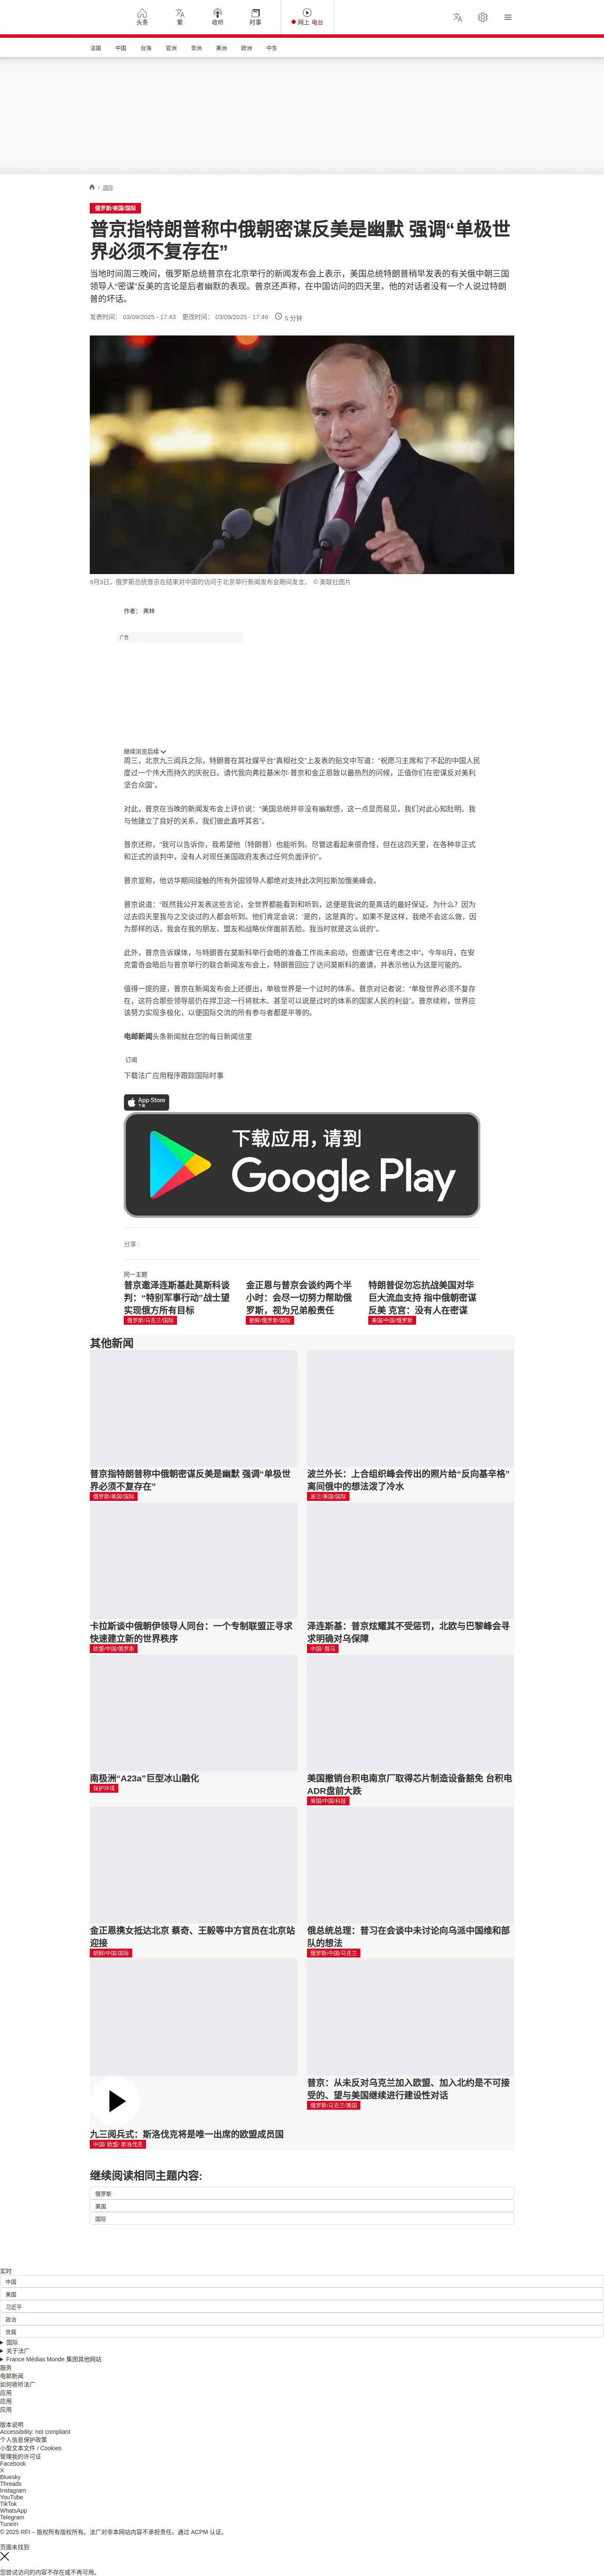 头条
繁
收听
时事
网上 电台
法国
中国
台海
亚洲
非洲
美洲
欧洲
中东
/ 国际
俄罗斯/美国/国际
普京指特朗普称中俄朝密谋反美是幽默 强调“单极世
界必须不复存在”
当地时间周三晚间，俄罗斯总统普京在北京举行的新闻发布会上表示，美国总统特朗普稍早发表的有关俄中朝三国
领导人“密谋”反美的言论是后者幽默的表现。普京还声称，在中国访问的四天里，他的对话者没有一个人说过特朗
普的坏话。
发表时间： 03/09/2025 - 17:43 更改时间： 03/09/2025 - 17:46 5 分钟
9月3日，俄罗斯总统普京在结束对中国的访问于北京举行新闻发布会期间发言。 © 美联社图片
作者： 弗林
广告
继续浏览后续
周三，北京九三阅兵之际，特朗普在其社媒平台“真相社交”上发表的贴文中写道：“祝愿习主席和了不起的中国人民
度过一个伟大而持久的庆祝日。请代我向弗拉基米尔·普京和金正恩致以最热烈的问候，正值你们在密谋反对美利
坚合众国”。
对此，普京在当晚的新闻发布会上评价说：“美国总统并非没有幽默感，这一点显而易见，我们对此心知肚明。我
与他建立了良好的关系，我们彼此直呼其名”。
普京还称，“我可以告诉你，我希望他（特朗普）也能听到。尽管这看起来很奇怪，但在这四天里，在各种非正式
和正式的谈判中，没有人对现任美国政府发表过任何负面评价”。
普京宣称，他访华期间接触的所有外国领导人都绝对支持此次阿拉斯加俄美峰会。
普京说道：“既然我公开发表这些言论，全世界都能看到和听到，这便是我说的是真话的最好保证。为什么？因为
过去四天里我与之交谈过的人都会听到。他们肯定会说：‘是的，这是真的’。如果不是这样，我绝不会这么做，因
为那样的话，我会在我的朋友、盟友和战略伙伴面前丢脸。我当时就是这么说的”。
此外，普京告诉媒体，与特朗普在莫斯科举行会晤的准备工作尚未启动，但邀请“已在考虑之中”。今年8月，在安
克雷奇会晤后与普京举行的联合新闻发布会上，特朗普回应了访问莫斯科的邀请，并表示他认为这是可能的。
值得一提的是，普京在新闻发布会上还提出，单极世界是一个过时的体系。普京对记者说：“单极世界必须不复存
在，这符合那些领导层仍在捍卫这一行将就木、甚至可以说是过时的体系的国家人民的利益”。普京续称，世界应
该努力实现多极化，以便国际交流的所有参与者都是平等的。
电邮新闻头条新闻就在您的每日新闻信里
订阅
下载法广应用程序跟踪国际时事
App Store
下载
下载应用，请到
Google Play
分享 :
同一主题
普京邀泽连斯基赴莫斯科谈
判：“特别军事行动”战士望
实现俄方所有目标
俄罗斯/乌克兰/国际
金正恩与普京会谈约两个半
小时：会尽一切努力帮助俄
罗斯，视为兄弟般责任
朝鲜/俄罗斯/国际
特朗普促勿忘抗战美国对华
巨大流血支持 指中俄朝密谋
反美 克宫：没有人在密谋
美国/中国/俄罗斯
其他新闻
普京指特朗普称中俄朝密谋反美是幽默 强调“单极世
界必须不复存在”
俄罗斯/美国/国际
波兰外长：上合组织峰会传出的照片给“反向基辛格”
离间俄中的想法泼了冷水
波兰/美国/国际
卡拉斯谈中俄朝伊领导人同台：一个专制联盟正寻求
快速建立新的世界秩序
欧盟/中国/俄罗斯
泽连斯基：普京炫耀其不受惩罚，北欧与巴黎峰会寻
求明确对乌保障
中国/ 俄乌
南极洲“A23a”巨型冰山融化
保护环境
美国撤销台积电南京厂取得芯片制造设备豁免 台积电
ADR盘前大跌
美国/中国/科技
金正恩携女抵达北京 蔡奇、王毅等中方官员在北京站
迎接
朝鲜/中国/国际
俄总统总理：普习在会谈中未讨论向乌派中国维和部
队的想法
俄罗斯/中国/乌克兰
九三阅兵式：斯洛伐克将是唯一出席的欧盟成员国
中国/ 欧盟/ 斯洛伐克
普京：从未反对乌克兰加入欧盟、加入北约是不可接
受的、望与美国继续进行建设性对话
俄罗斯/乌克兰/美国
继续阅读相同主题内容:
俄罗斯
美国
国际
实时
中国
美国
习近平
政治
贪腐
国际
关于法广
France Médias Monde 集团其他网站
服务
电邮新闻
如何收听法广
应用
应用
应用
版本说明
Accessibility: not compliant
个人信息保护政策
小型文本文件 / Cookies
管理我的许可证
Facebook
X
Bluesky
Threads
Instagram
YouTube
TikTok
WhatsApp
Telegram
TuneIn
© 2025 RFI – 版权所有版权所有。法广对非本网站内容不承担责任。通过 ACPM 认证。
页面未找到
您尝试访问的内容不存在或不再可用。